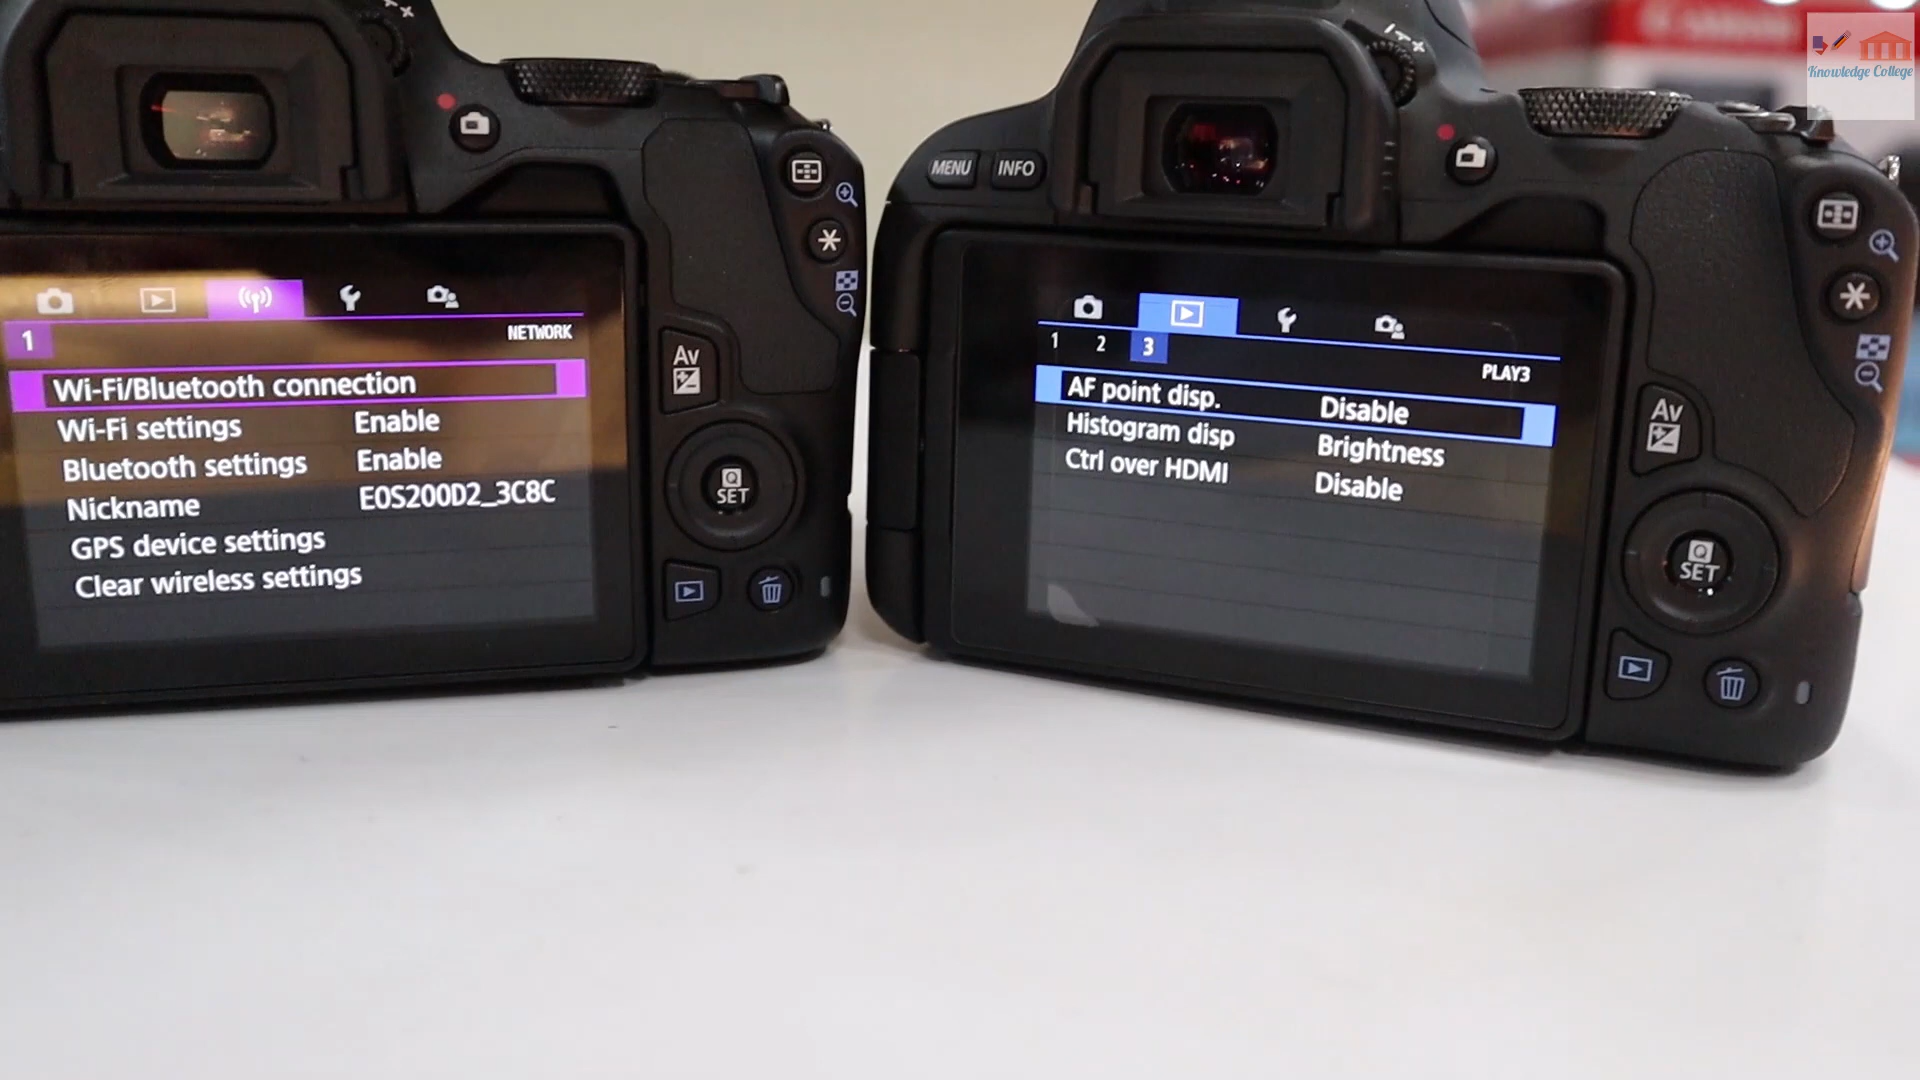 Canon
Knowledge College
1
NETWORK
Wi-Fi/Bluetooth connection
Wi-Fi settings Enable
Bluetooth settings Enable
Nickname EOS200D2_3C8C
GPS device settings
Clear wireless settings
Av
Q
SET
MENU INFO
1 2 3
PLAY3
AF point disp. Disable
Histogram disp Brightness
Ctrl over HDMI Disable
Av
Q
SET